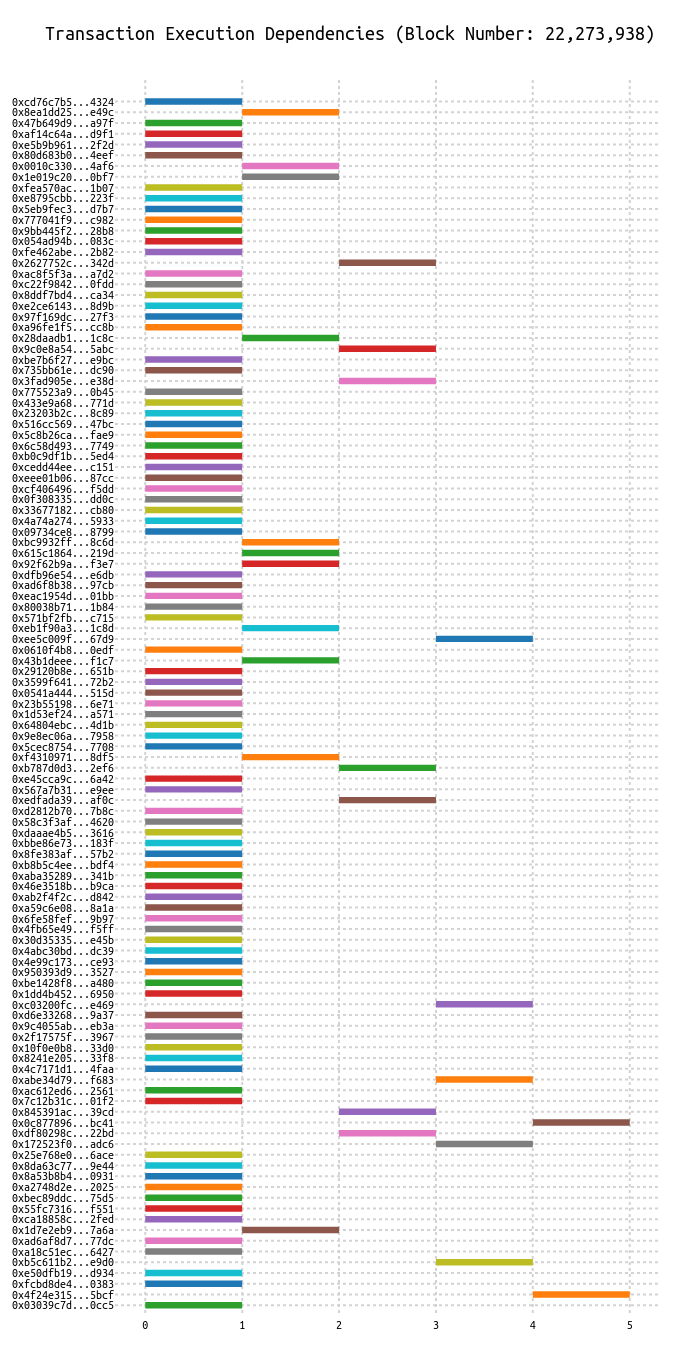 Transaction Execution Dependencies (Block Number: 22,273,938)
0xcd76c7b5...4324
0x8ea1dd25...e49c
0x47b649d9...a97f
0xaf14c64a...d9f1
0xe5b9b961...2f2d
0x80d683b0...4eef
0x0010c330...4af6
0x1e019c20...0bf7
0xfea570ac...1b07
0xe8795cbb...223f
0x5eb9fec3...d7b7
0x777041f9...c982
0x9bb445f2...28b8
0x054ad94b...083c
0xfe462abe...2b82
0x2627752c...342d
0xac8f5f3a...a7d2
0xc22f9842...0fdd
0x8ddf7bd4...ca34
0xe2ce6143...8d9b
0x97f169dc...27f3
0xa96fe1f5...cc8b
0x28daadb1...1c8c
0x9c0e8a54...5abc
0xbe7b6f27...e9bc
0x735bb61e...dc90
0x3fad905e...e38d
0x775523a9...0b45
0x433e9a68...771d
0x23203b2c...8c89
0x516cc569...47bc
0x5c8b26ca...fae9
0x6c58d493...7749
0xb0c9df1b...5ed4
0xcedd44ee...c151
0xeee01b06...87cc
0xcf406496...f5dd
0x0f308335...dd0c
0x33677182...cb80
0x4a74a274...5933
0x09734ce8...8799
0xbc9932ff...8c6d
0x615c1864...219d
0x92f62b9a...f3e7
0xdfb96e54...e6db
0xad6f8b38...97cb
0xeac1954d...01bb
0x80038b71...1b84
0x571bf2fb...c715
0xeb1f90a3...1c8d
0xee5c009f...67d9
0x0610f4b8...0edf
0x43b1deee...f1c7
0x29120b8e...651b
0x3599f641...72b2
0x0541a444...515d
0x23b55198...6e71
0x1d53ef24...a571
0x64804ebc...4d1b
0x9e8ec06a...7958
0x5cec8754...7708
0xf4310971...8df5
0xb787d0d3...2ef6
0xe45cca9c...6a42
0x567a7b31...e9ee
0xedfada39...af0c
0xd2812b70...7b8c
0x58c3f3af...4620
0xdaaae4b5...3616
0xbbe86e73...183f
0x8fe383af...57b2
0xb8b5c4ee...bdf4
0xaba35289...341b
0x46e3518b...b9ca
0xab2f4f2c...d842
0xa59c6e08...8a1a
0x6fe58fef...9b97
0x4fb65e49...f5ff
0x30d35335...e45b
0x4abc30bd...dc39
0x4e99c173...ce93
0x950393d9...3527
0xbe1428f8...a480
0x1dd4b452...6950
0xc03200fc...e469
0xd6e33268...9a37
0x9c4055ab...eb3a
0x2f17575f...3967
0x10f0e0b8...33d0
0x8241e205...33f8
0x4c7171d1...4faa
0xabe34d79...f683
0xac612ed6...2561
0x7c12b31c...01f2
0x845391ac...39cd
0x0c877896...bc41
0xdf80298c...22bd
0x172523f0...adc6
0x25e768e0...6ace
0x8da63c77...9e44
0x8a53b8b4...0931
0xa2748d2e...2025
0xbec89ddc...75d5
0x55fc7316...f551
0xca18858c...2fed
0x1d7e2eb9...7a6a
0xad6af8d7...77dc
0xa18c51ec...6427
0xb5c611b2...e9d0
0xe50dfb19...d934
0xfcbd8de4...0383
0x4f24e315...5bcf
0x03039c7d...0cc5
0 1 2 3 4 5